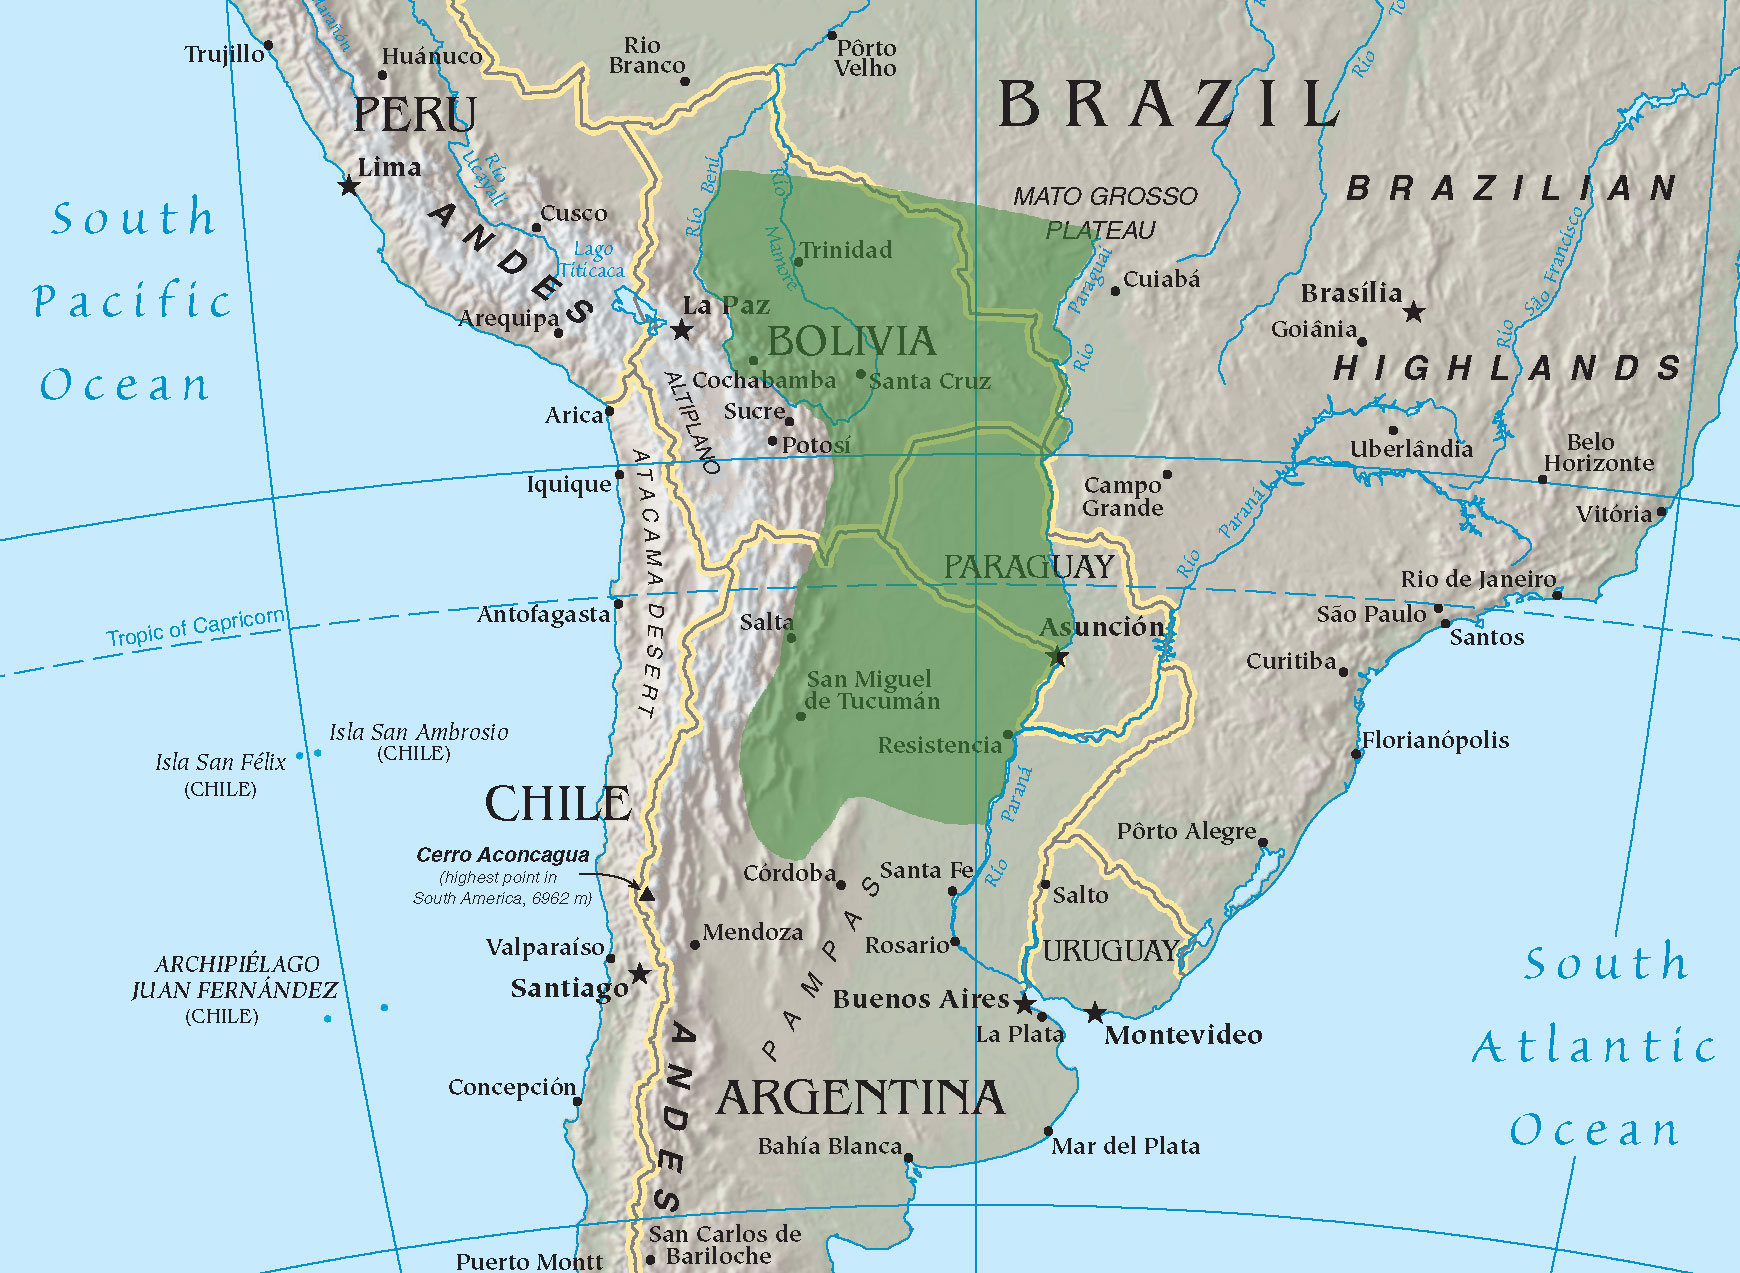 Trujillo
Marañón
Huánuco
Rio
Branco
Pôrto
Velho
BRAZIL
Río
Río
To
PERU
Lima
Río
Ucayali
Río Beni
Río
Mamoré
MATO GROSSO
PLATEAU
BRAZILIAN
HIGHLANDS
South
Pacific
Ocean
ANDES
Cusco
Lago
Titicaca
Trinidad
Paraguai
Río
Cuiabá
Brasília
Goiânia
Río São Francisco
Arequipa
La Paz
BOLIVIA
Cochabamba
Santa Cruz
Arica
ALTIPLANO
Sucre
Potosí
Uberlândia
Belo
Horizonte
Iquique
ATACAMA DESERT
Campo
Grande
Río Paraná
Vitória
PARAGUAY
Rio de Janeiro
São Paulo
Santos
Tropic of Capricorn
Antofagasta
Salta
Asunción
Curitiba
San Miguel
de Tucumán
Isla San Ambrosio
(CHILE)
Isla San Félix
(CHILE)
Resistencia
Florianópolis
CHILE
Río Paraná
Pôrto Alegre
Cerro Aconcagua
(highest point in
South America, 6962 m)
Córdoba
Santa Fe
Salto
PAMPAS
Mendoza
Valparaíso
Rosario
URUGUAY
ARCHIPIÉLAGO
JUAN FERNÁNDEZ
(CHILE)
Santiago
Buenos Aires
La Plata
Montevideo
South
Atlantic
Ocean
ANDES
Concepción
ARGENTINA
Bahía Blanca
Mar del Plata
San Carlos de
Bariloche
Puerto Montt